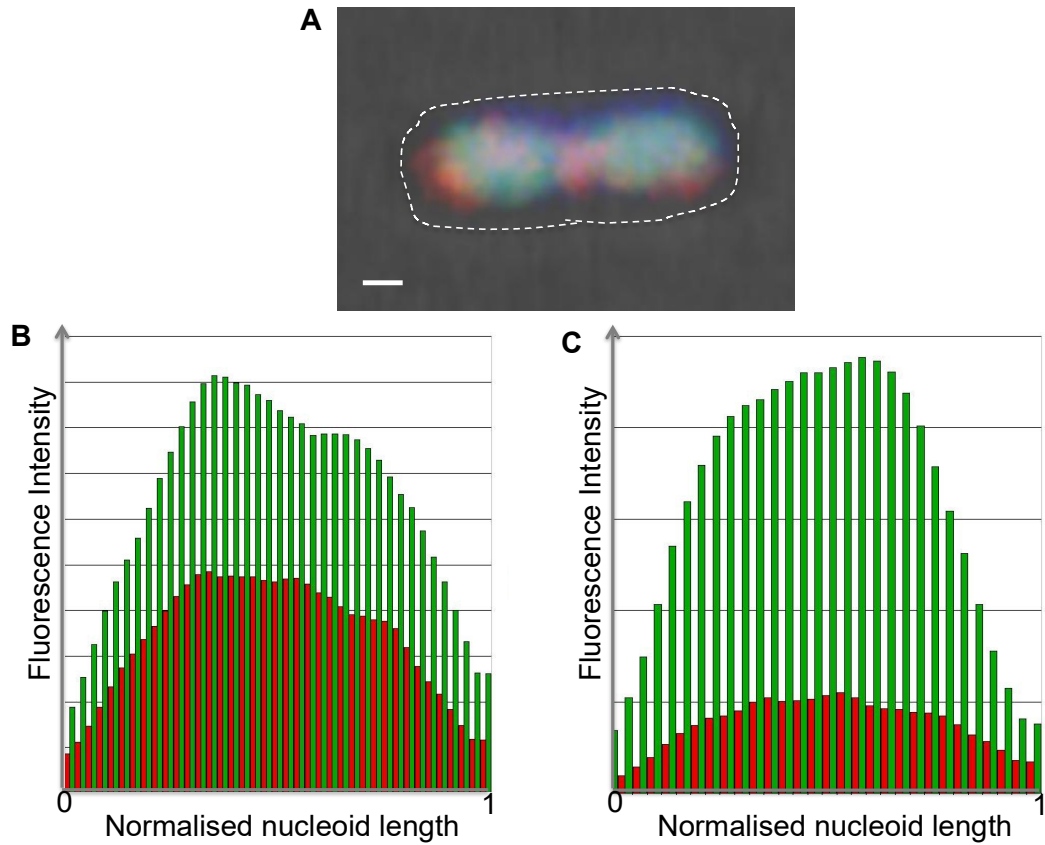 A
B
Fluorescence Intensity
0
1
Normalised nucleoid length
C
Fluorescence Intensity
0
1
Normalised nucleoid length